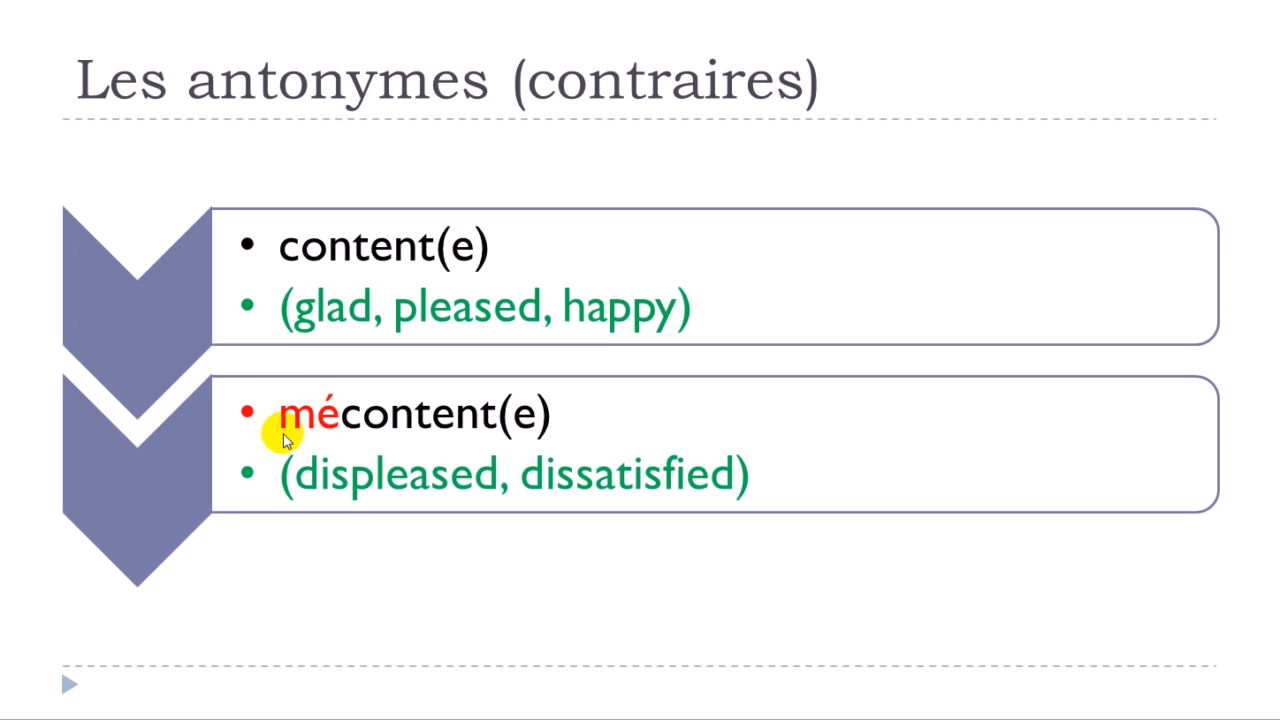 Les antonymes (contraires)
• content(e)
• (glad, pleased, happy)
• mécontent(e)
• (displeased, dissatisfied)